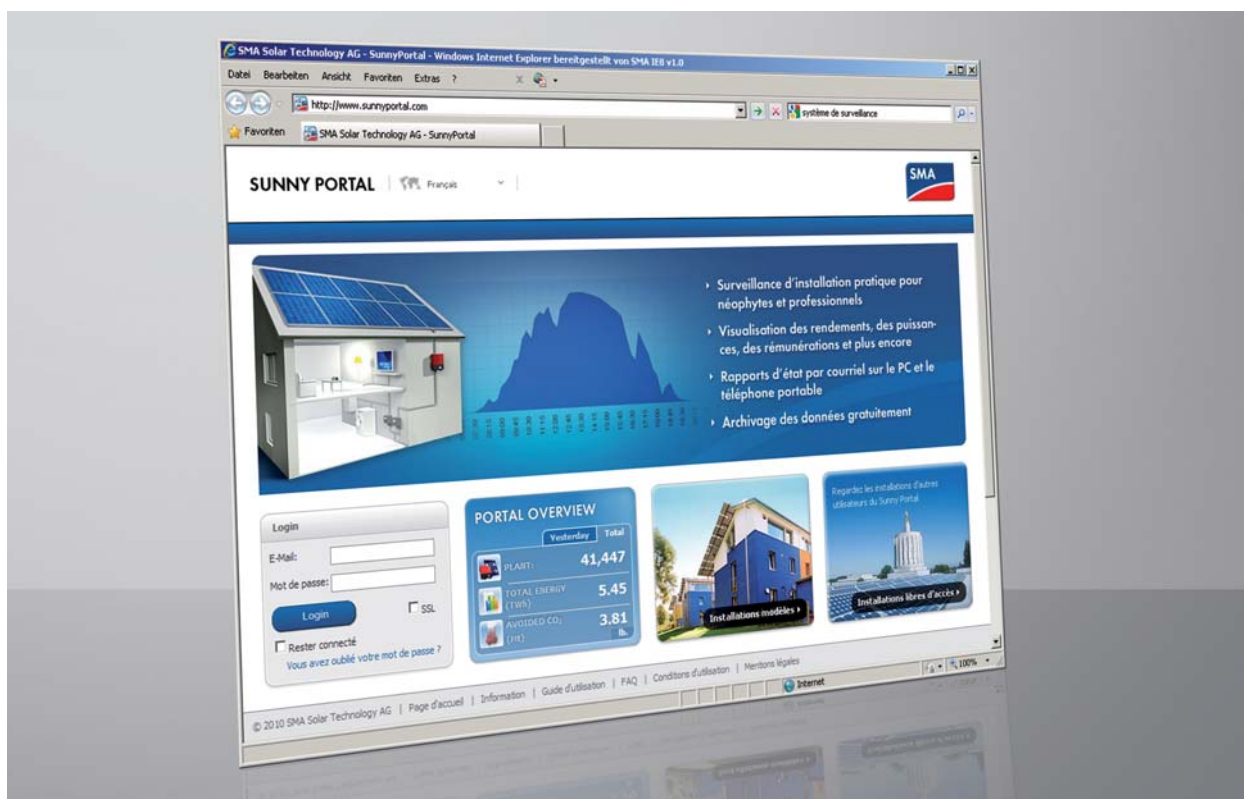 SMA Solar Technology AG - SunnyPortal - Windows Internet Explorer bereitgestellt von SMA IE8 v1.0
Datei Bearbeiten Ansicht Favoriten Extras ?
http://www.sunnyportal.com
système de surveillance
Favoriten
SMA Solar Technology AG - SunnyPortal
SUNNY PORTAL
Français
SMA
Surveillance d'installation pratique pour
néophytes et professionnels
Visualisation des rendements, des puissan-
ces, des rémunérations et plus encore
Rapports d'état par courriel sur le PC et le
téléphone portable
Archivage des données gratuitement
Login
E-Mail:
Mot de passe:
Login
SSL
Rester connecté
Vous avez oublié votre mot de passe ?
PORTAL OVERVIEW
Yesterday Total
PLANT: 41,447
TOTAL ENERGY 5.45
(TWh)
AVOIDED CO₂ 3.81
(Mt) lb.
Installations modèles
Regardez les installations d'autres
utilisateurs du Sunny Portal
Installations libres d'accès
© 2010 SMA Solar Technology AG | Page d'accueil | Information | Guide d'utilisation | FAQ | Conditions d'utilisation | Mentions légales
Internet
100%